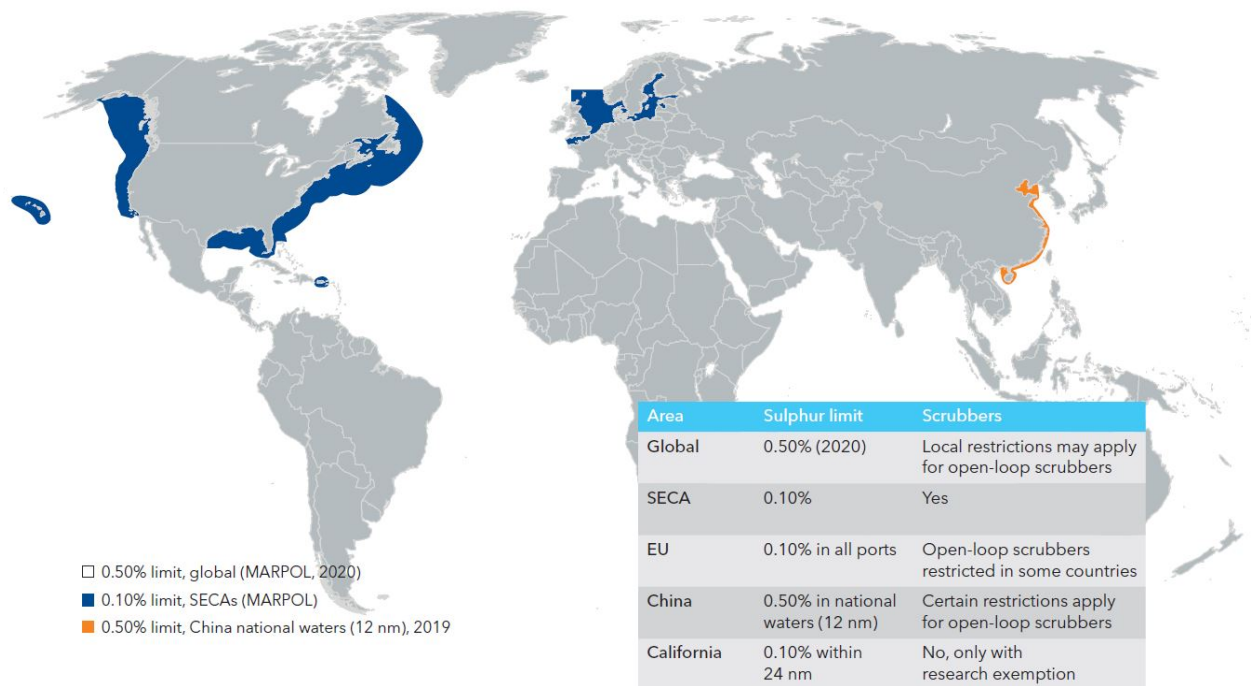 Area Sulphur limit Scrubbers
Global 0.50% (2020) Local restrictions may apply
for open-loop scrubbers
SECA 0.10% Yes
EU 0.10% in all ports Open-loop scrubbers
restricted in some countries
China 0.50% in national Certain restrictions apply
waters (12 nm) for open-loop scrubbers
California 0.10% within No, only with
24 nm research exemption
0.50% limit, global (MARPOL, 2020)
0.10% limit, SECAs (MARPOL)
0.50% limit, China national waters (12 nm), 2019